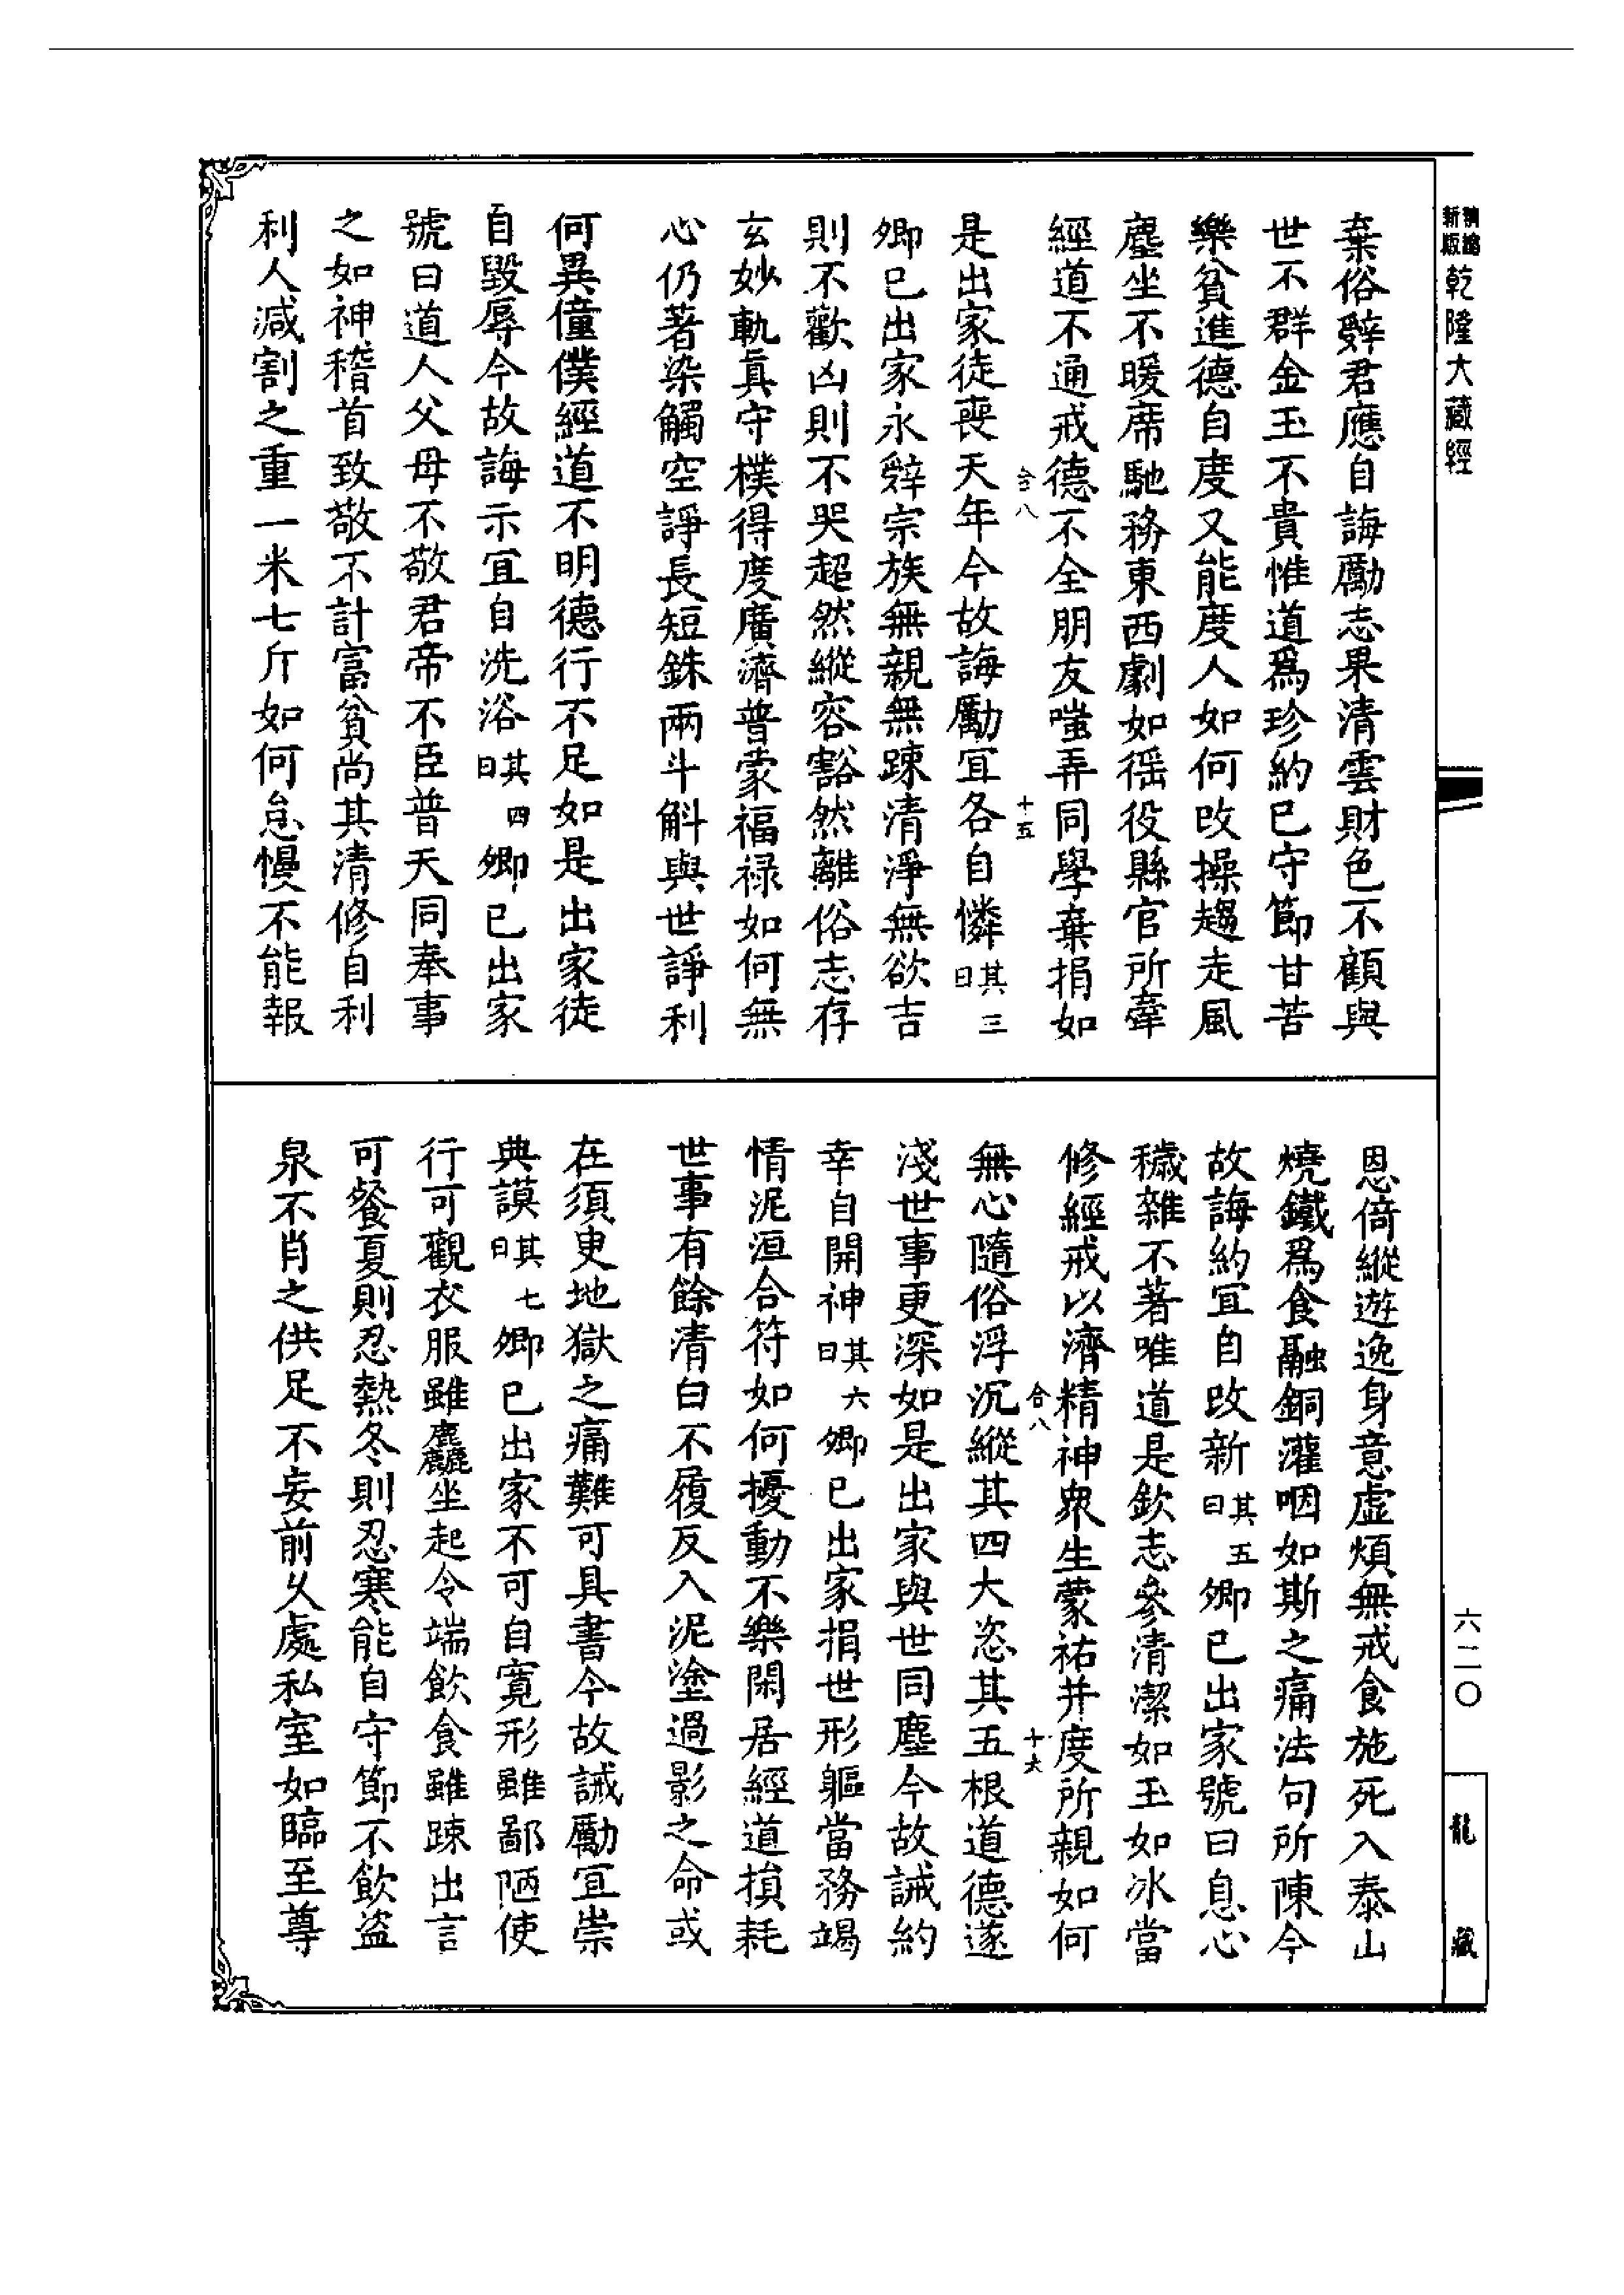 新版精縮乾隆大藏經
棄俗辭君應自誨勵志果清雲財色不顧與
世不群金玉不貴惟道爲珍約已守節甘苦
樂貧進德自度又能度人如何改操趨走風
塵坐不暖席馳務東西劇如徭役縣官所牽
經道不通戒德不全朋友嗤弄同學棄捐如
是出家徒喪天年今故誨勵宜各自憐其三曰
合八 十五
卿已出家永辭宗族無親無踈清淨無欲吉
則不歡凶則不哭超然縱容豁然離俗志存
玄妙軌眞守樸得度廣濟普蒙福禄如何無
心仍著染觸空諍長短銖兩斗斛與世諍利
何異僮僕經道不明德行不足如是出家徒
自毀辱今故誨示宜自洗浴其四曰卿已出家
號曰道人父母不敬君帝不臣普天同奉事
之如神稽首致敬不計富貧尚其清修自利
利人減割之重一米七斤如何怠慢不能報
恩倚縱遊逸身意虛煩無戒食施死入泰山
燒鐵爲食融銅灌咽如斯之痛法句所陳今
故誨約宜自改新其五曰卿已出家號曰息心
穢雜不著唯道是欽志參清潔如玉如冰當
修經戒以濟精神衆生蒙祐并度所親如何
無心隨俗浮沉縱其四大恣其五根道德遂
合八 十六
淺世事更深如是出家與世同塵今故誡約
幸自開神其六曰卿已出家捐世形軀當務竭
情泥洹合符如何擾動不樂閑居經道損耗
世事有餘清白不履反入泥塗過影之命或
在須臾地獄之痛難可具書今故誡勵宜崇
典謨其七曰卿已出家不可自寬形雖鄙陋使
行可觀衣服雖麤坐起令端飲食雖踈出言
可餐夏則忍熱冬則忍寒能自守節不飲盜
泉不肖之供足不妄前乆處私室如臨至尊
六二〇
龍藏